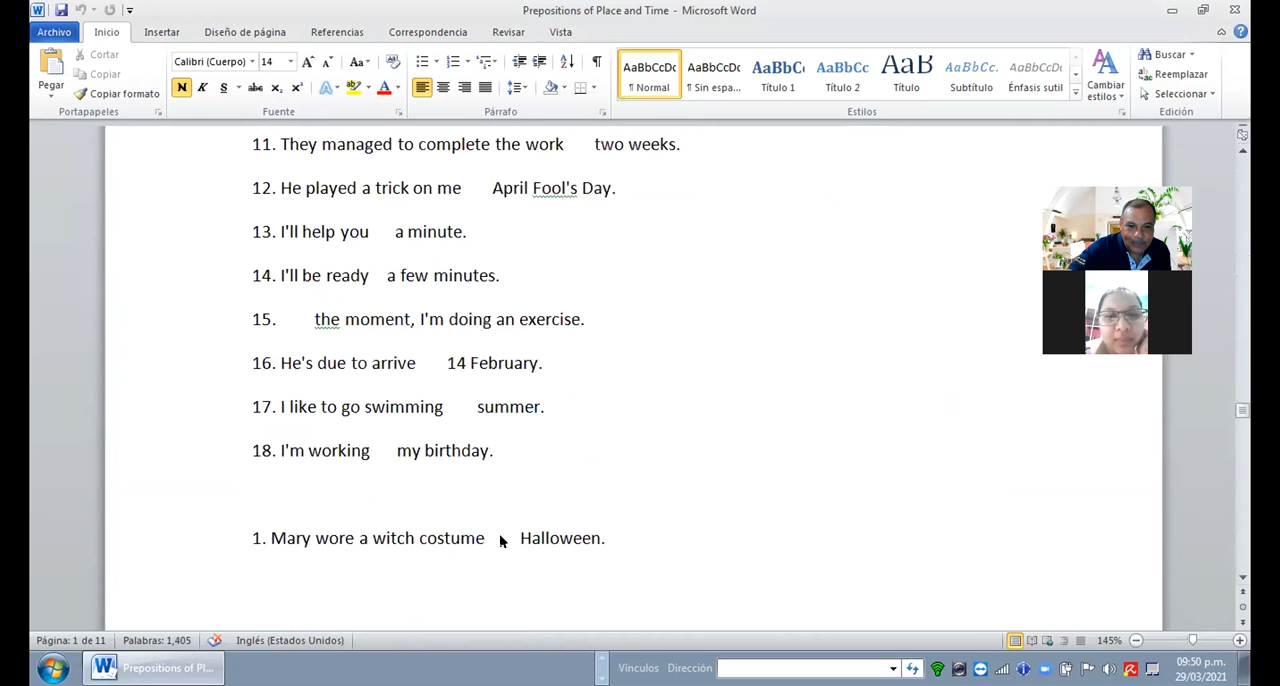 Prepositions of Place and Time - Microsoft Word
Archivo Inicio Insertar Diseño de página Referencias Correspondencia Revisar Vista
Pegar
Cortar
Copiar
Copiar formato
Portapapeles
Calibri (Cuerpo) 14
N K S abc x₂ x² A ab A
Fuente
Párrafo
AaBbCcDc AaBbCcDc AaBbC AaBbCc AaB AaBbCc. AaBbCcDc
¶ Normal ¶ Sin espa... Título 1 Título 2 Título Subtítulo Énfasis sutil
Estilos
Cambiar estilos
Buscar
Reemplazar
Seleccionar
Edición
11. They managed to complete the work two weeks.
12. He played a trick on me April Fool's Day.
13. I'll help you a minute.
14. I'll be ready a few minutes.
15. the moment, I'm doing an exercise.
16. He's due to arrive 14 February.
17. I like to go swimming summer.
18. I'm working my birthday.
1. Mary wore a witch costume Halloween.
Página: 1 de 11 Palabras: 1,405 Inglés (Estados Unidos) 145%
Prepositions of Pl... Vínculos Dirección 09:50 p.m.
29/03/2021